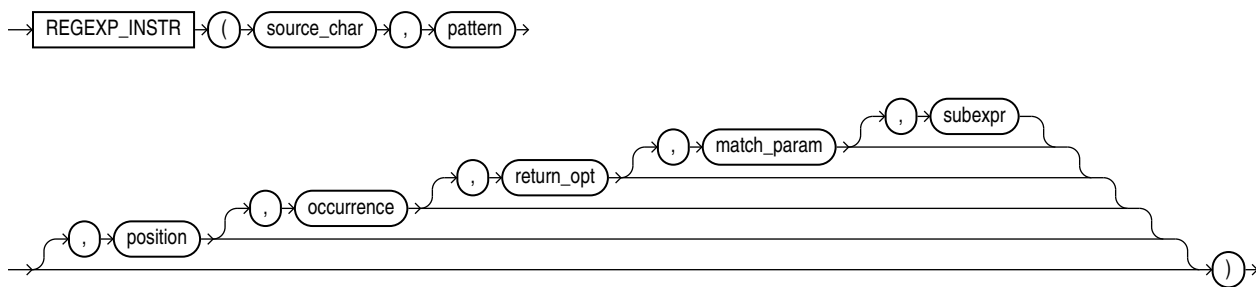 REGEXP_INSTR ( source_char , pattern
, subexpr
, match_param
, return_opt
, occurrence
, position
)